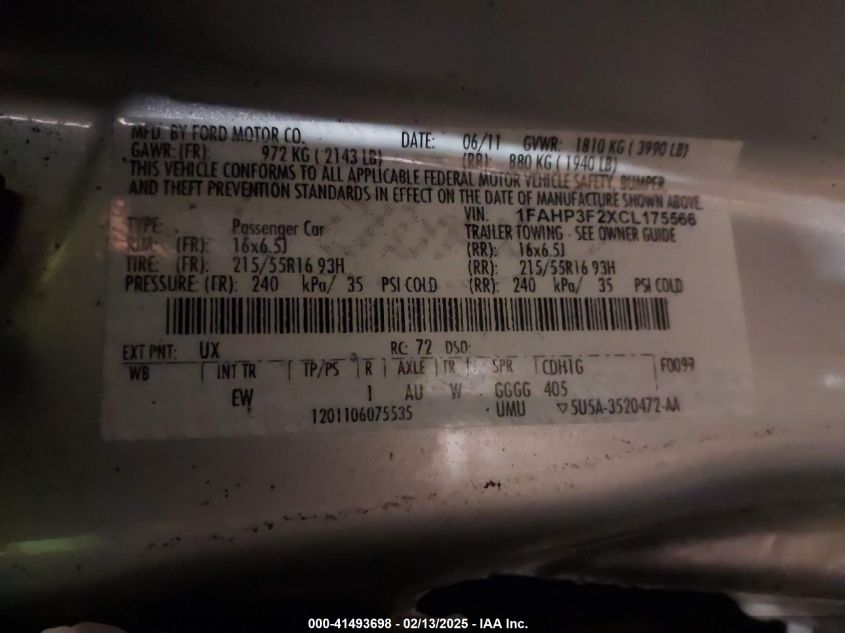 MFD. BY FORD MOTOR CO. DATE: 06/11 GVWR: 1810 KG ( 3990 LB)
GAWR: (FR): 972 KG ( 2143 LB) (RR): 880 KG ( 1940 LB)
THIS VEHICLE CONFORMS TO ALL APPLICABLE FEDERAL MOTOR VEHICLE SAFETY, BUMPER,
AND THEFT PREVENTION STANDARDS IN EFFECT ON THE DATE OF MANUFACTURE SHOWN ABOVE.
VIN: 1FAHP3F2XCL175566
TYPE: Passenger Car TRAILER TOWING - SEE OWNER GUIDE
RIM: (FR): 16x6.5J (RR): 16x6.5J
TIRE: (FR): 215/55R16 93H (RR): 215/55R16 93H
PRESSURE: (FR): 240 kPa/ 35 PSI COLD (RR): 240 kPa/ 35 PSI COLD
EXT PNT: UX RC: 72 DSO:
WB INT TR TP/PS R AXLE TR SPR CDHIG F0099
EW 1 AU W GGGG 405
1201106075535 UMU ▽5U5A-3520472-AA
000-41493698 - 02/13/2025 - IAA Inc.